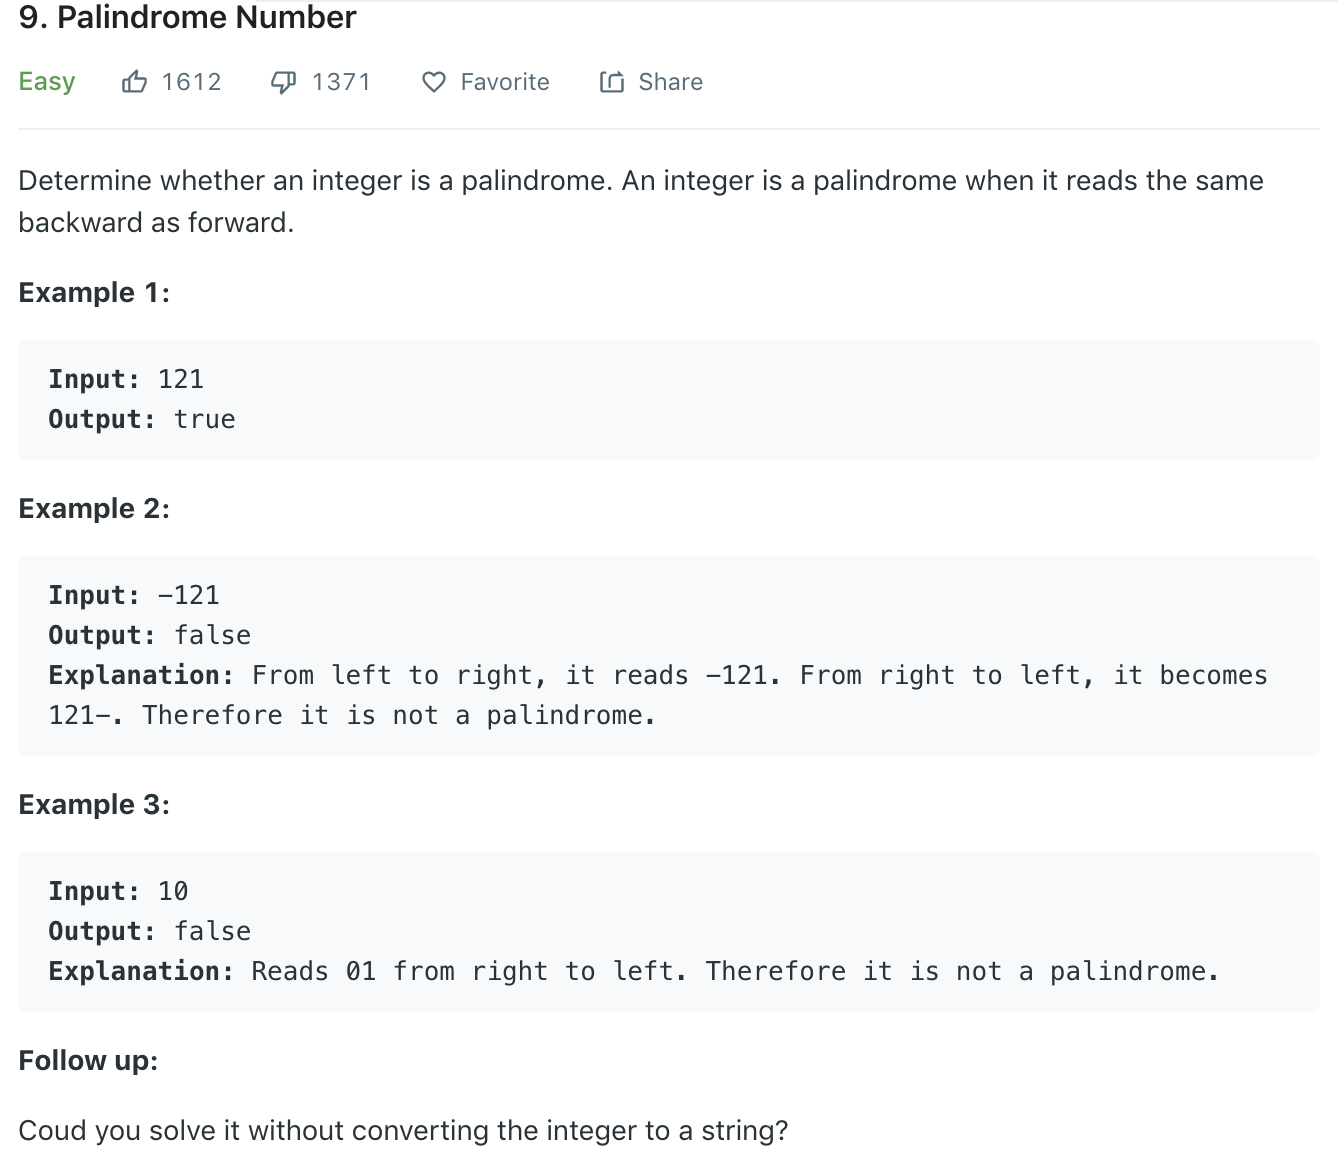 9. Palindrome Number
Easy 1612 1371 Favorite Share
Determine whether an integer is a palindrome. An integer is a palindrome when it reads the same
backward as forward.
Example 1:
Input: 121
Output: true
Example 2:
Input: -121
Output: false
Explanation: From left to right, it reads -121. From right to left, it becomes
121-. Therefore it is not a palindrome.
Example 3:
Input: 10
Output: false
Explanation: Reads 01 from right to left. Therefore it is not a palindrome.
Follow up:
Coud you solve it without converting the integer to a string?